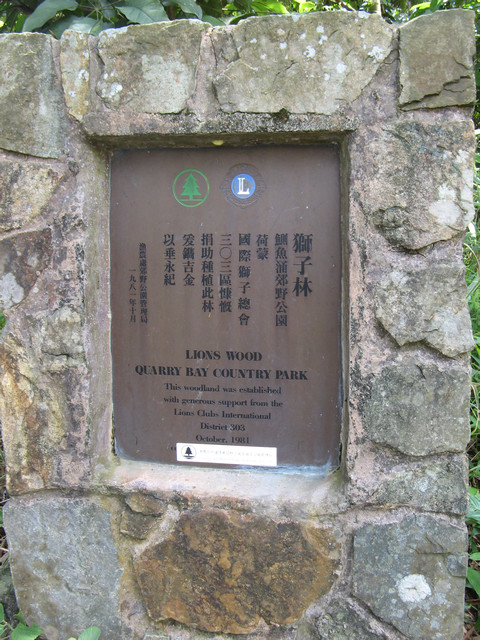 獅子林
鰂魚涌郊野公園
荷蒙
國際獅子總會
三〇三區慷慨
捐助種植此林
爰鐫吉金
以垂永紀
漁農處郊野公園管理局
一九八一年十月
L
LIONS WOOD
QUARRY BAY COUNTRY PARK
This woodland was established
with generous support from the
Lions Clubs International
District 303
October, 1981